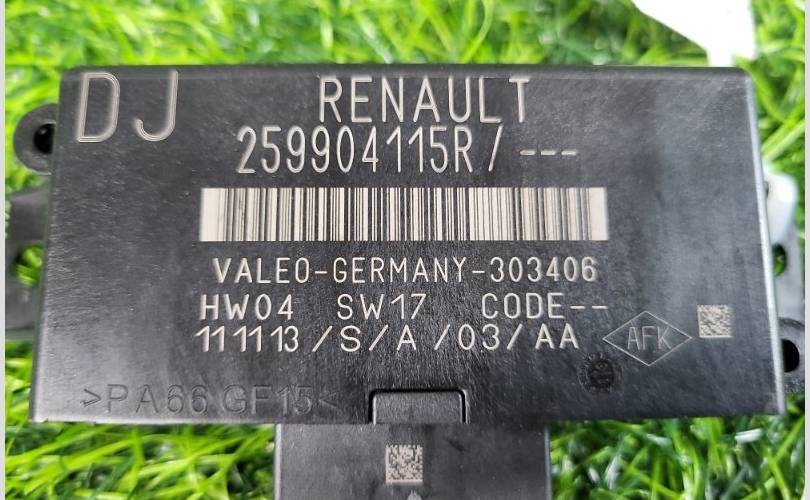 DJ
RENAULT
259904115R/ ---
VALEO-GERMANY-303406
HW04 SW17 CODE--
111113/S/A/03/AA
AFK
>PA66 GF15<